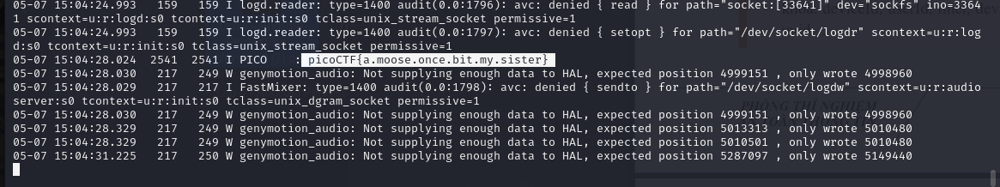 05-07 15:04:24.993   159   159 I logd.reader: type=1400 audit(0.0:1796): avc: denied { read } for path="socket:[33641]" dev="sockfs" ino=3364
1 scontext=u:r:logd:s0 tcontext=u:r:init:s0 tclass=unix_stream_socket permissive=1
05-07 15:04:24.993   159   159 I logd.reader: type=1400 audit(0.0:1797): avc: denied { setopt } for path="/dev/socket/logdr" scontext=u:r:log
d:s0 tcontext=u:r:init:s0 tclass=unix_stream_socket permissive=1
05-07 15:04:28.024  2541  2541 I PICO    : picoCTF{a.moose.once.bit.my.sister}
05-07 15:04:28.030   217   249 W genymotion_audio: Not supplying enough data to HAL, expected position 4999151 , only wrote 4998960
05-07 15:04:28.029   217   217 I FastMixer: type=1400 audit(0.0:1798): avc: denied { sendto } for path="/dev/socket/logdw" scontext=u:r:audio
server:s0 tcontext=u:r:init:s0 tclass=unix_dgram_socket permissive=1
05-07 15:04:28.030   217   249 W genymotion_audio: Not supplying enough data to HAL, expected position 4999151 , only wrote 4998960
05-07 15:04:28.329   217   249 W genymotion_audio: Not supplying enough data to HAL, expected position 5013313 , only wrote 5010480
05-07 15:04:28.329   217   249 W genymotion_audio: Not supplying enough data to HAL, expected position 5010501 , only wrote 5010480
05-07 15:04:31.225   217   250 W genymotion_audio: Not supplying enough data to HAL, expected position 5287097 , only wrote 5149440
PHÒNG THÍ NGHIỆM